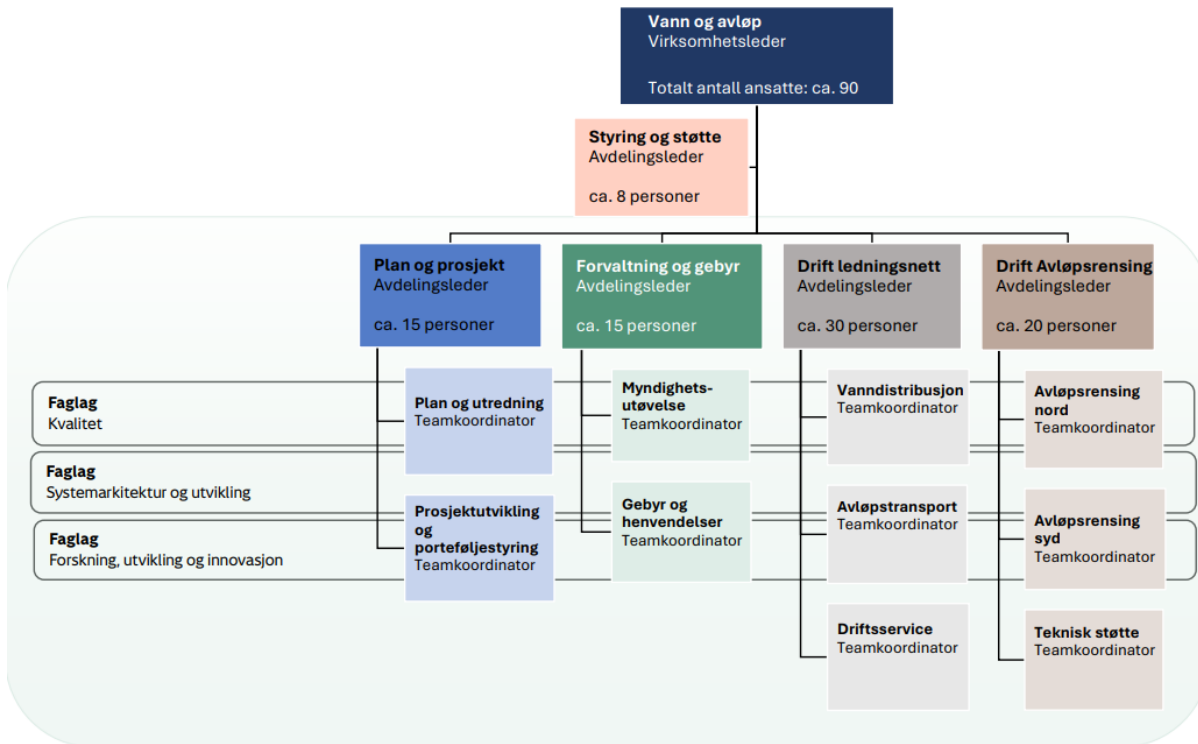 Vann og avløp
Virksomhetsleder
Totalt antall ansatte: ca. 90
Styring og støtte
Avdelingsleder
ca. 8 personer
Plan og prosjekt
Avdelingsleder
ca. 15 personer
Forvaltning og gebyr
Avdelingsleder
ca. 15 personer
Drift ledningsnett
Avdelingsleder
ca. 30 personer
Drift Avløpsrensing
Avdelingsleder
ca. 20 personer
Faglag
Kvalitet
Plan og utredning
Teamkoordinator
Myndighets-
utøvelse
Teamkoordinator
Vanndistribusjon
Teamkoordinator
Avløpsrensing
nord
Teamkoordinator
Faglag
Systemarkitektur og utvikling
Faglag
Forskning, utvikling og innovasjon
Prosjektutvikling
og
porteføljestyring
Teamkoordinator
Gebyr og
henvendelser
Teamkoordinator
Avløpstransport
Teamkoordinator
Avløpsrensing
syd
Teamkoordinator
Driftsservice
Teamkoordinator
Teknisk støtte
Teamkoordinator